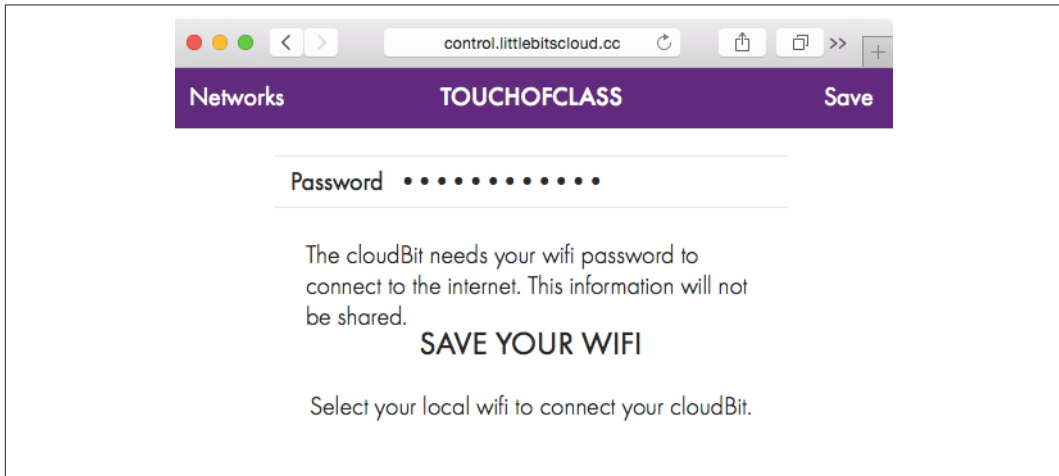 control.littlebitscloud.cc
>>
+
Networks TOUCHOFCLASS Save
Password ••••••••••••
The cloudBit needs your wifi password to
connect to the internet. This information will not
be shared.
SAVE YOUR WIFI
Select your local wifi to connect your cloudBit.